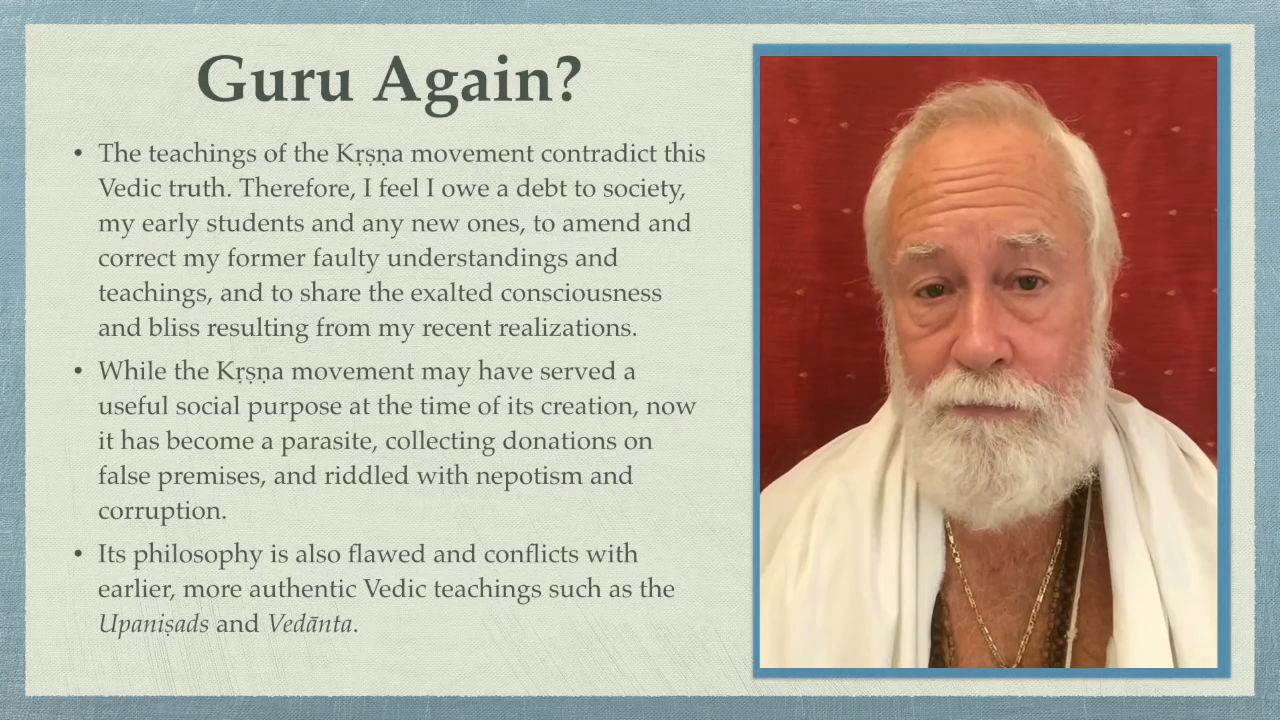 Guru Again?
• The teachings of the Kṛṣṇa movement contradict this
Vedic truth. Therefore, I feel I owe a debt to society,
my early students and any new ones, to amend and
correct my former faulty understandings and
teachings, and to share the exalted consciousness
and bliss resulting from my recent realizations.
• While the Kṛṣṇa movement may have served a
useful social purpose at the time of its creation, now
it has become a parasite, collecting donations on
false premises, and riddled with nepotism and
corruption.
• Its philosophy is also flawed and conflicts with
earlier, more authentic Vedic teachings such as the
Upaniṣads and Vedānta.